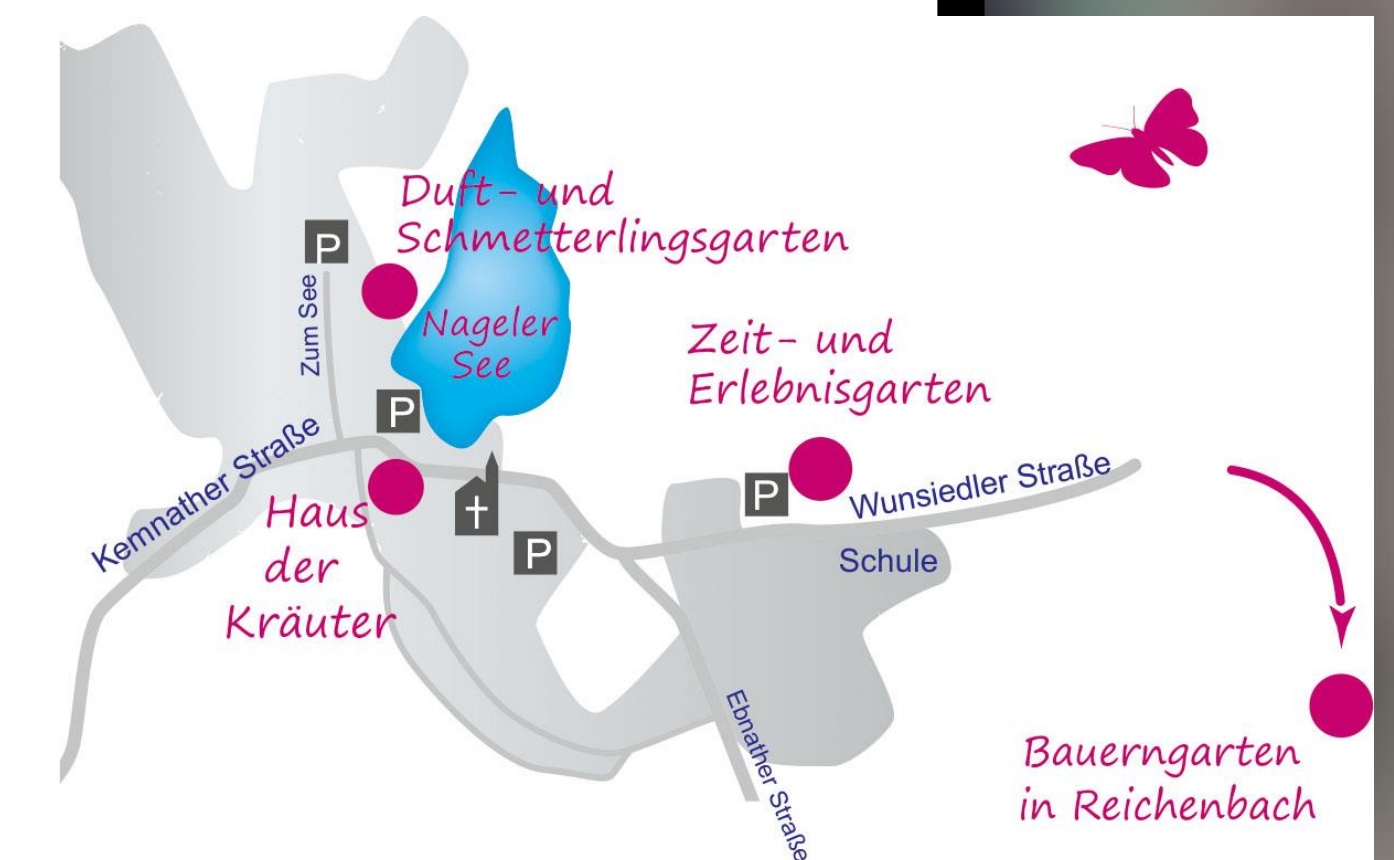 Duft- und
Schmetterlingsgarten
P
Zum See
Nageler
See
Zeit- und
Erlebnisgarten
P
Kemnather Straße
P
Wunsiedler Straße
Haus
der
Kräuter
P
Schule
Ebnather Straße
Bauerngarten
in Reichenbach